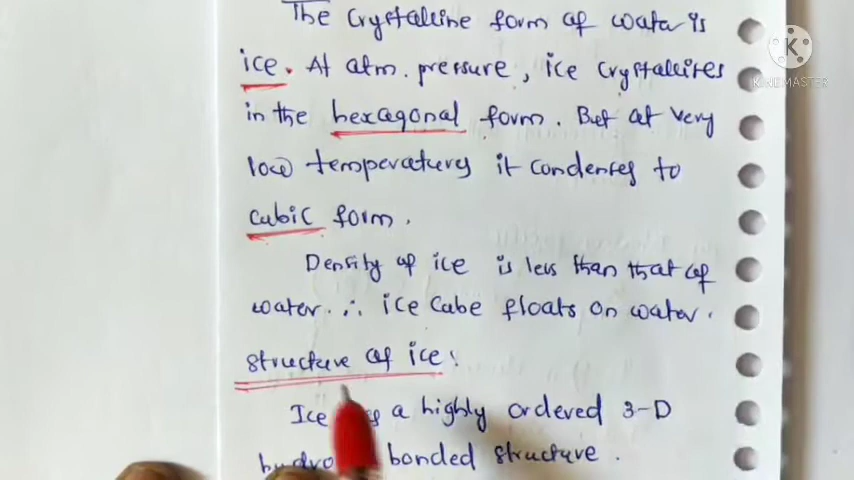 The crystalline form of water is
ice. At atm. pressure, ice crystallises
in the hexagonal form. But at very
low temperatures it condenses to
cubic form.
Density of ice is less than that of
water. ∴ ice cube floats on water.
structure of ice:
Ice a highly ordered 3-D
bonded structure.
KINEMASTER